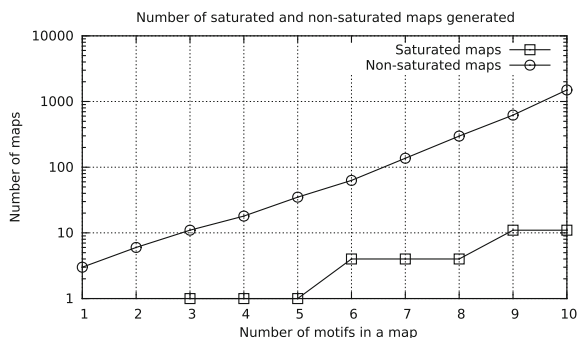 Number of saturated and non-saturated maps generated
10000
1000
100
10
1
Number of maps
Saturated maps
Non-saturated maps
1 2 3 4 5 6 7 8 9 10
Number of motifs in a map